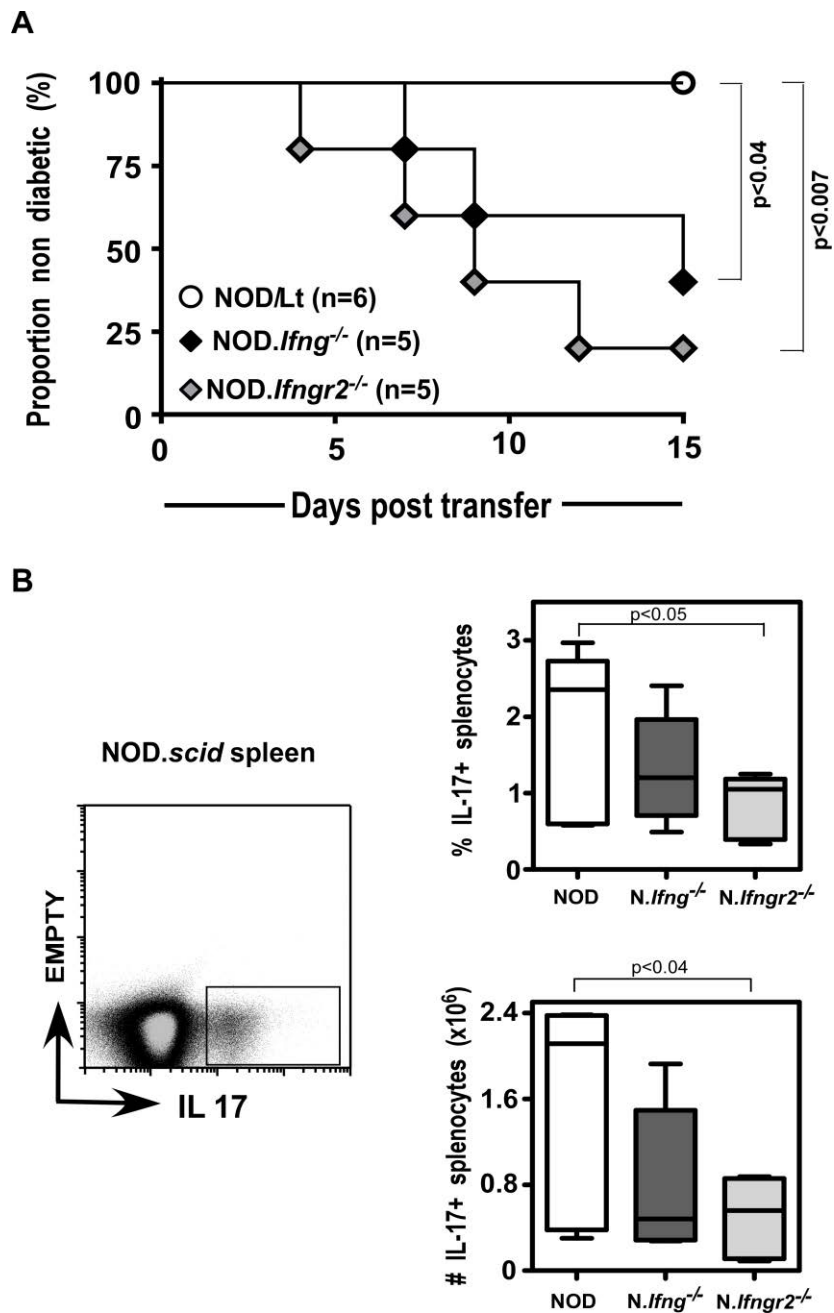 A
Proportion non diabetic (%)
100
75
50
25
0
0 5 10 15
Days post transfer
NOD/Lt (n=6)
NOD.Ifng-/- (n=5)
NOD.Ifngr2-/- (n=5)
p<0.04
p<0.007
B
NOD.scid spleen
EMPTY
IL 17
% IL-17+ splenocytes
3
2
1
0
p<0.05
NOD N.Ifng-/- N.Ifngr2-/-
# IL-17+ splenocytes (x10⁶)
2.4
1.6
0.8
0
p<0.04
NOD N.Ifng-/- N.Ifngr2-/-